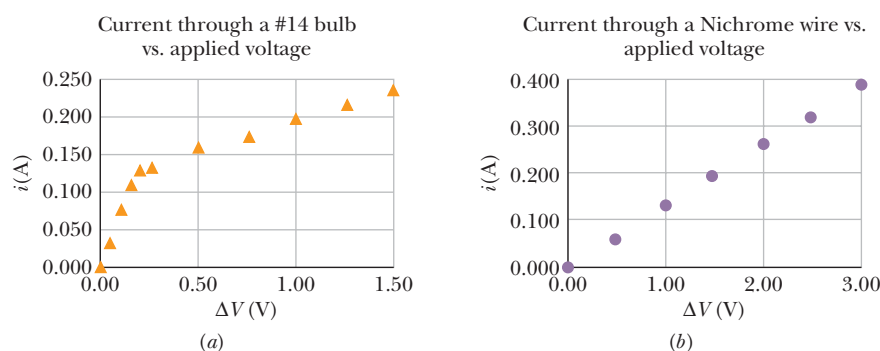 Current through a #14 bulb
vs. applied voltage
i(A)
0.250
0.200
0.150
0.100
0.050
0.000
0.00 0.50 1.00 1.50
ΔV (V)
(a)
Current through a Nichrome wire vs.
applied voltage
i(A)
0.400
0.300
0.200
0.100
0.000
0.00 1.00 2.00 3.00
ΔV (V)
(b)